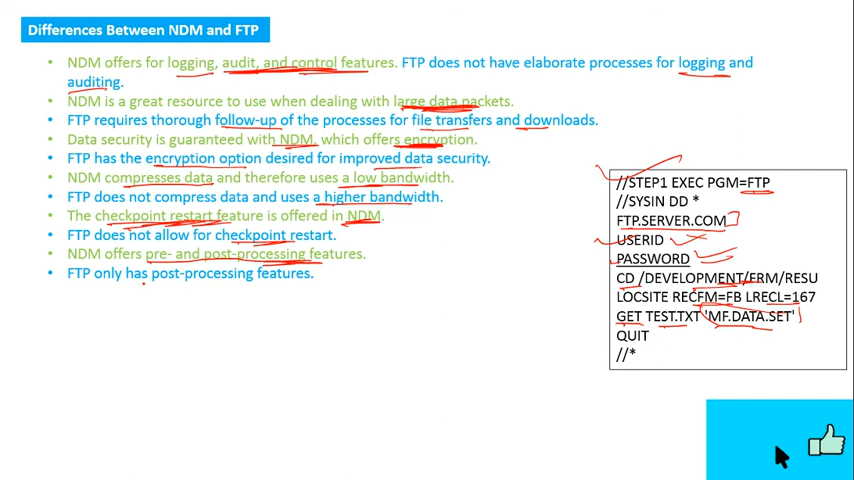 Differences Between NDM and FTP
• NDM offers for logging, audit, and control features. FTP does not have elaborate processes for logging and
auditing.
• NDM is a great resource to use when dealing with large data packets.
• FTP requires thorough follow-up of the processes for file transfers and downloads.
• Data security is guaranteed with NDM, which offers encryption.
• FTP has the encryption option desired for improved data security.
• NDM compresses data and therefore uses a low bandwidth.
• FTP does not compress data and uses a higher bandwidth.
• The checkpoint restart feature is offered in NDM.
• FTP does not allow for checkpoint restart.
• NDM offers pre- and post-processing features.
• FTP only has post-processing features.
//STEP1 EXEC PGM=FTP
//SYSIN DD *
FTP.SERVER.COM
USERID
PASSWORD
CD /DEVELOPMENT/FRM/RESU
LOCSITE RECFM=FB LRECL=167
GET TEST.TXT 'MF.DATA.SET'
QUIT
//*